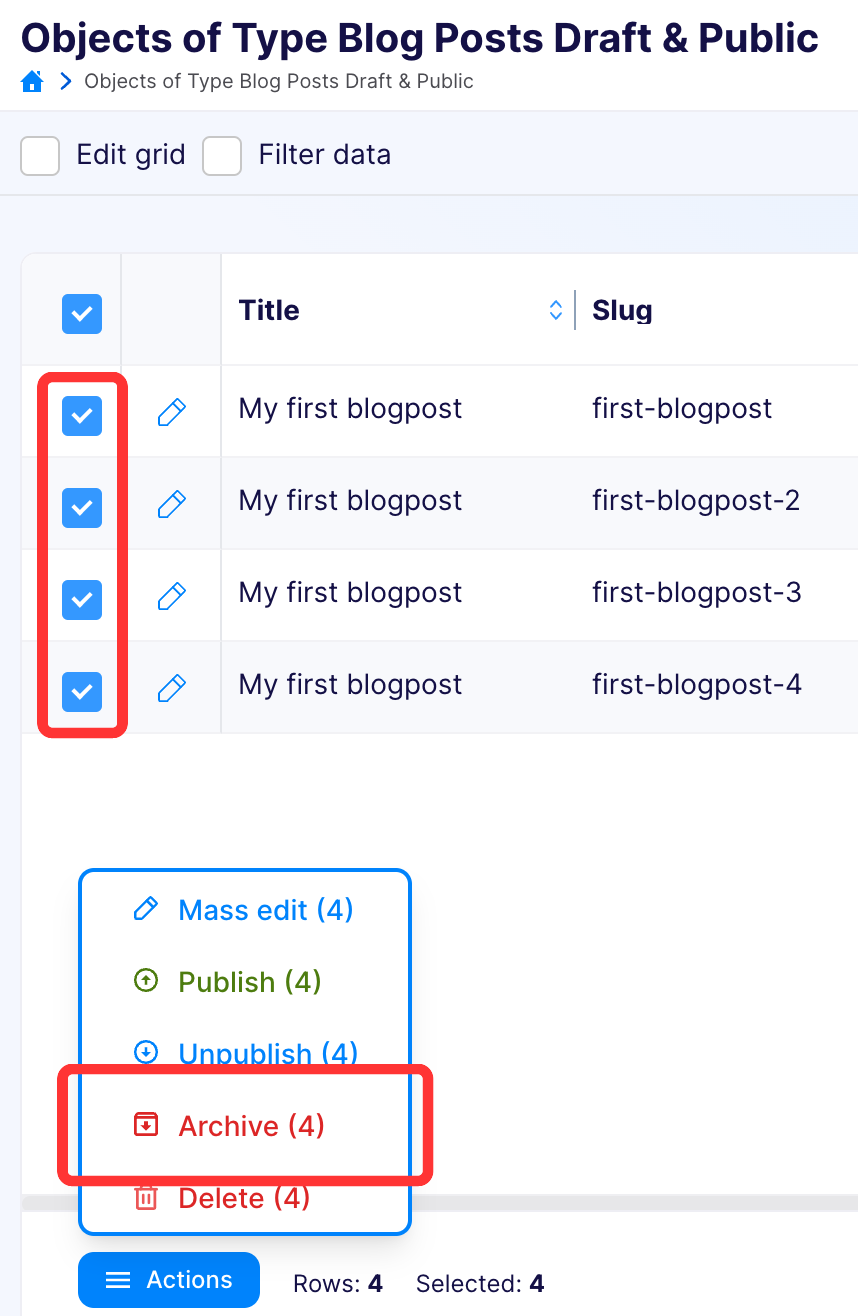 Objects of Type Blog Posts Draft & Public
Objects of Type Blog Posts Draft & Public
Edit grid Filter data
Title Slug
My first blogpost first-blogpost
My first blogpost first-blogpost-2
My first blogpost first-blogpost-3
My first blogpost first-blogpost-4
Mass edit (4)
Publish (4)
Unpublish (4)
Archive (4)
Delete (4)
Actions Rows: 4 Selected: 4